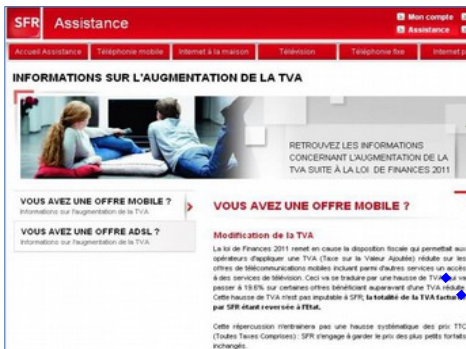 SFR Assistance
Mon compte
Assistance
Accueil Assistance Téléphonie mobile Internet à la maison Télévision Téléphonie fixe Internet
INFORMATIONS SUR L'AUGMENTATION DE LA TVA
RETROUVEZ LES INFORMATIONS
CONCERNANT L'AUGMENTATION DE LA
TVA SUITE À LA LOI DE FINANCES 2011
VOUS AVEZ UNE OFFRE MOBILE ?
Informations sur l'augmentation de la TVA
VOUS AVEZ UNE OFFRE ADSL ?
Informations sur l'augmentation de la TVA
VOUS AVEZ UNE OFFRE MOBILE ?
Modification de la TVA
La loi de Finances 2011 remet en cause la disposition fiscale qui permettait aux
opérateurs d'appliquer une TVA (Taxe sur la Valeur Ajoutée) réduite sur les
offres de télécommunications mobiles incluant parmi d'autres services un accès
à des services de télévision. Ceci va se traduire par une hausse de TVA qui va
passer à 19.6% sur certaines offres bénéficiant auparavant d'une TVA réduite.
Cette hausse de TVA n'est pas imputable à SFR, la totalité de la TVA
par SFR étant reversée à l'État.
Cette répercussion n'entrainera pas une hausse systématique des prix TTC
(Toutes Taxes Comprises) : SFR s'engage à garder le prix des plus petits forfaits
inchangés.